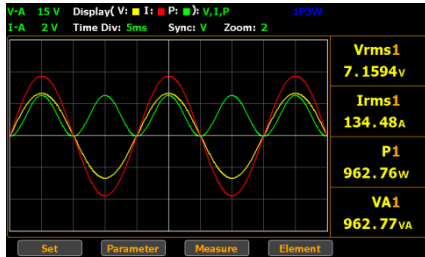 V-A 15 V Display( V: I: P: ): V,I,P 1P3W
I-A 2 V Time Div: 5ms Sync: V Zoom: 2
Vrms1
7.1594V
Irms1
134.48A
P1
962.76W
VA1
962.77VA
Set Parameter Measure Element